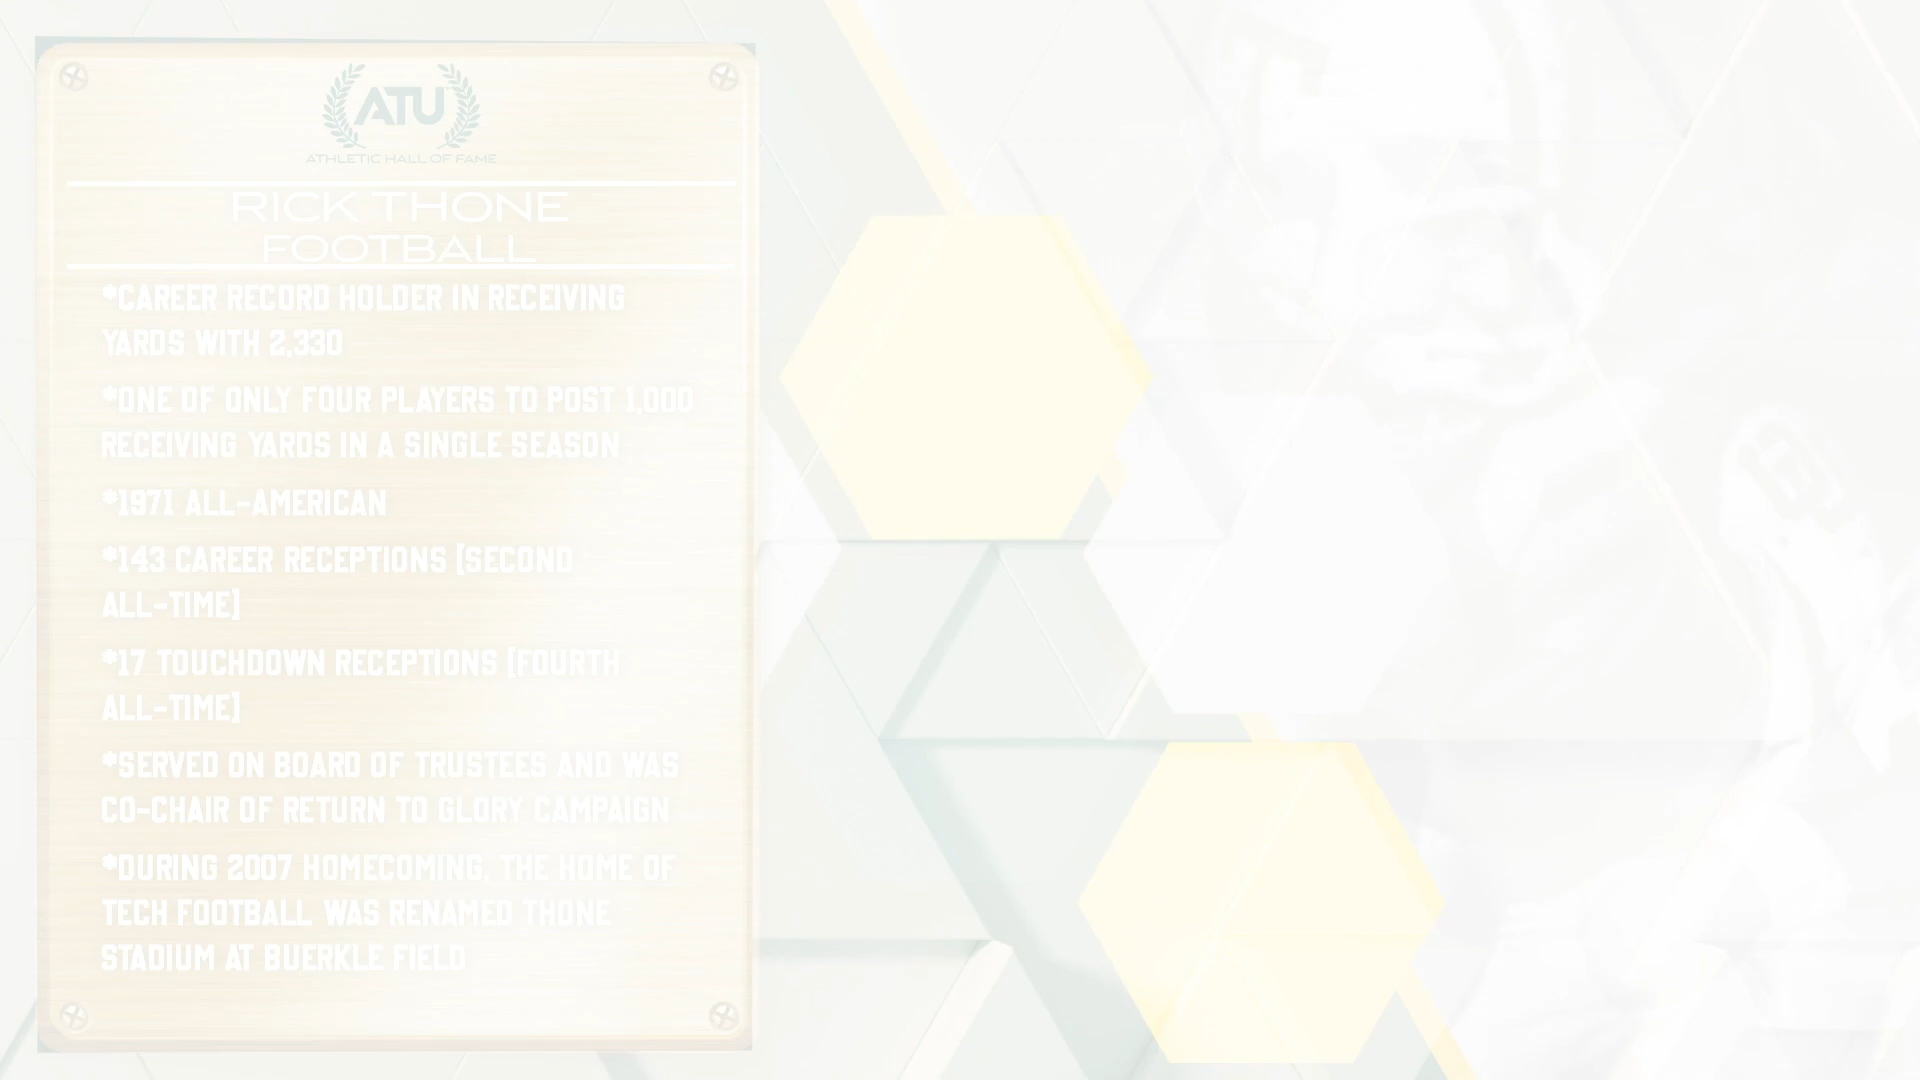 ATU
ATHLETIC HALL OF FAME
RICK THONE
FOOTBALL
*CAREER RECORD HOLDER IN RECEIVING
YARDS WITH 2,330
*ONE OF ONLY FOUR PLAYERS TO POST 1,000
RECEIVING YARDS IN A SINGLE SEASON
*1971 ALL-AMERICAN
*143 CAREER RECEPTIONS [SECOND
ALL-TIME]
*17 TOUCHDOWN RECEPTIONS [FOURTH
ALL-TIME]
*SERVED ON BOARD OF TRUSTEES AND WAS
CO-CHAIR OF RETURN TO GLORY CAMPAIGN
*DURING 2007 HOMECOMING, THE HOME OF
TECH FOOTBALL WAS RENAMED THONE
STADIUM AT BUERKLE FIELD